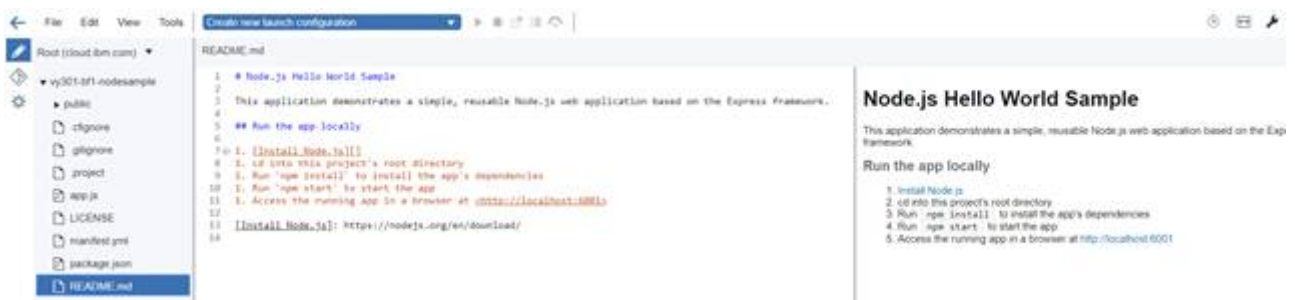 File Edit View Tools Create new launch configuration
Root (cloud.ibm.com)
README.md
vy301-bf1-nodesample
public
.cfignore
.gitignore
.project
app.js
LICENSE
manifest.yml
package.json
README.md
1 # Node.js Hello World Sample
2
3 This application demonstrates a simple, reusable Node.js web application based on the Express framework.
4
5 ## Run the app locally
6
7 1. [Install Node.js][]
8 1. cd into this project's root directory
9 1. Run `npm install` to install the app's dependencies
10 1. Run `npm start` to start the app
11 1. Access the running app in a browser at <http://localhost:6001>
12
13 [Install Node.js]: https://nodejs.org/en/download/
14
Node.js Hello World Sample
This application demonstrates a simple, reusable Node.js web application based on the Exp
framework.
Run the app locally
1. Install Node.js
2. cd into this project's root directory
3. Run npm install to install the app's dependencies
4. Run npm start to start the app
5. Access the running app in a browser at http://localhost:6001